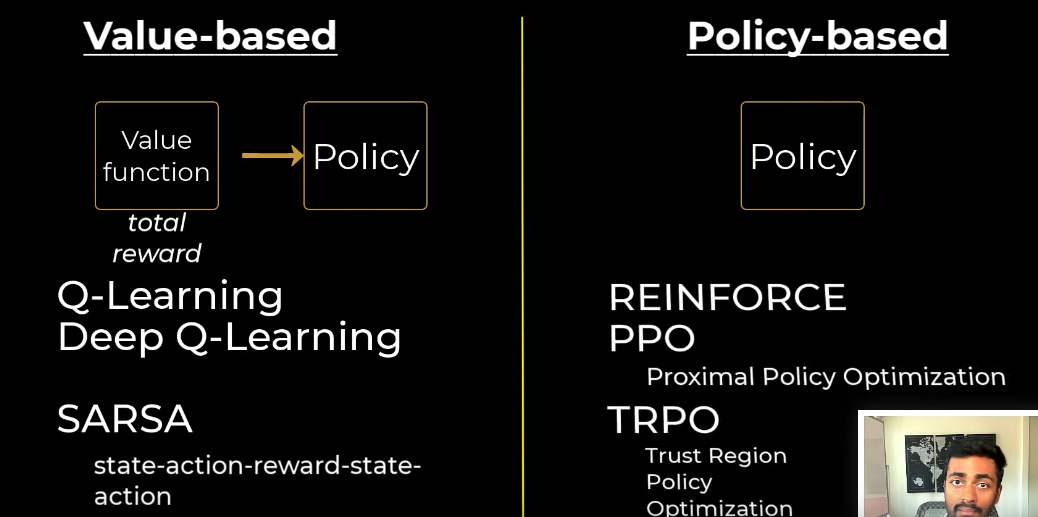 Value-based
Value
function
Policy
total
reward
Q-Learning
Deep Q-Learning
SARSA
state-action-reward-state-
action
Policy-based
Policy
REINFORCE
PPO
Proximal Policy Optimization
TRPO
Trust Region
Policy
Optimization